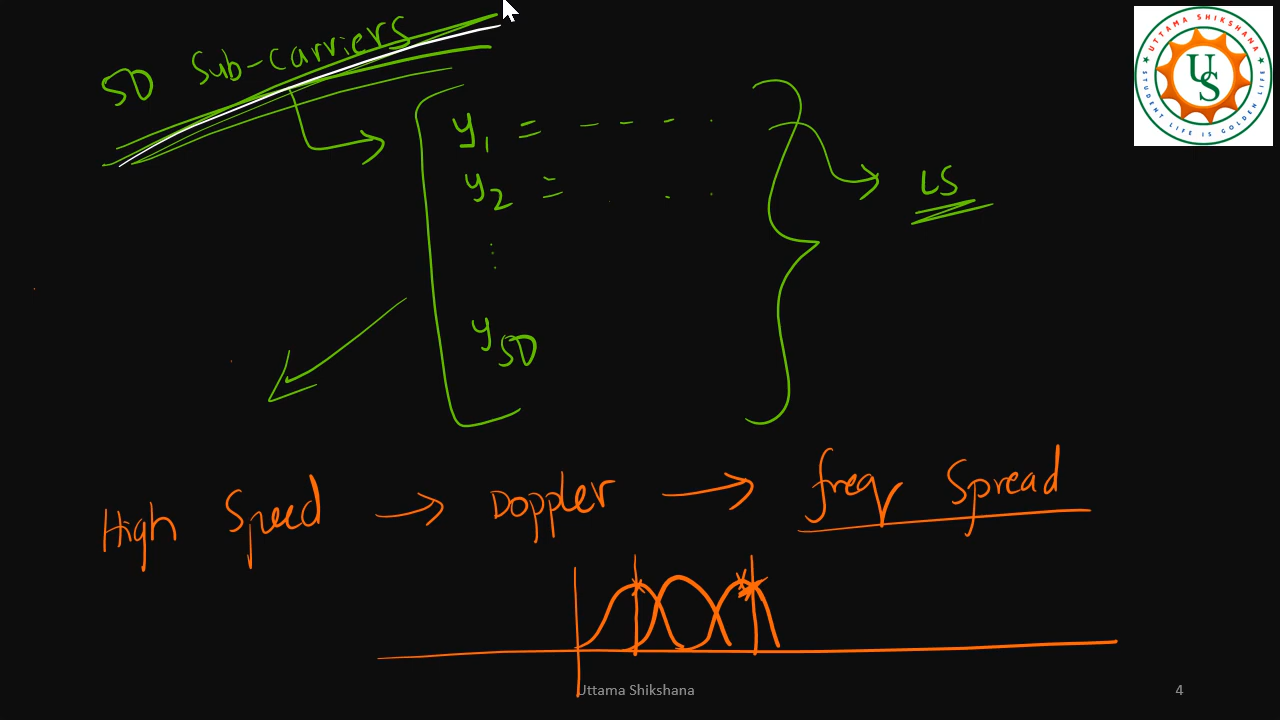 50 Sub-carriers
y1 = - - - - .
y2 = . . .
⋮
y50
LS
High Speed → Doppler → freq Spread
UTTAMA SHIKSHANA
US
STUDENT LIFE IS GOLDEN LIFE
Uttama Shikshana
4